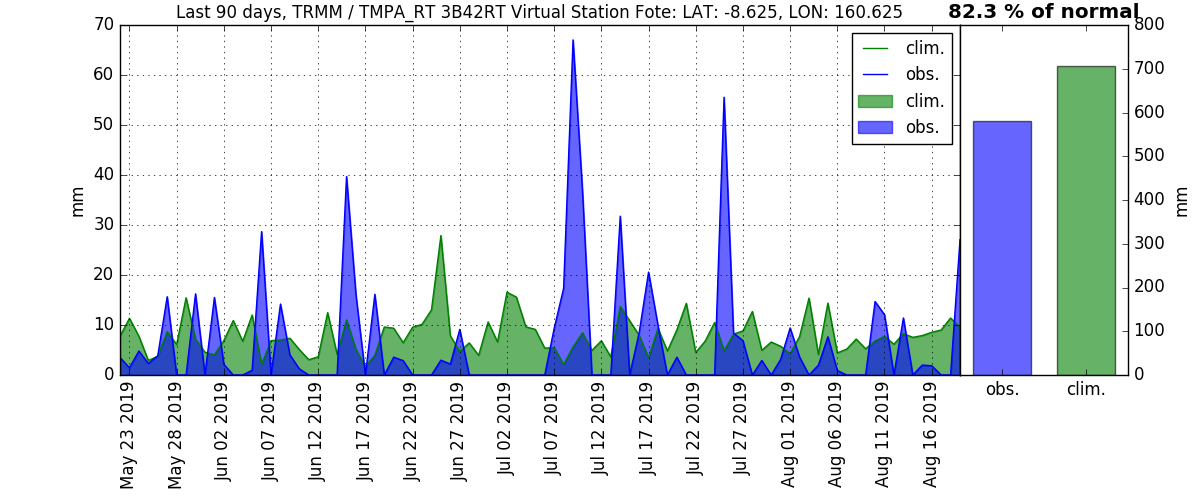 Last 90 days, TRMM / TMPA_RT 3B42RT Virtual Station Fote: LAT: -8.625, LON: 160.625
82.3 % of normal
70
60
50
40
30
20
10
0
mm
clim.
obs.
clim.
obs.
800
700
600
500
400
300
200
100
0
mm
May 23 2019
May 28 2019
Jun 02 2019
Jun 07 2019
Jun 12 2019
Jun 17 2019
Jun 22 2019
Jun 27 2019
Jul 02 2019
Jul 07 2019
Jul 12 2019
Jul 17 2019
Jul 22 2019
Jul 27 2019
Aug 01 2019
Aug 06 2019
Aug 11 2019
Aug 16 2019
obs.
clim.